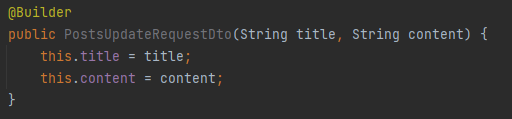 @Builder
public PostsUpdateRequestDto(String title, String content) {
    this.title = title;
    this.content = content;
}